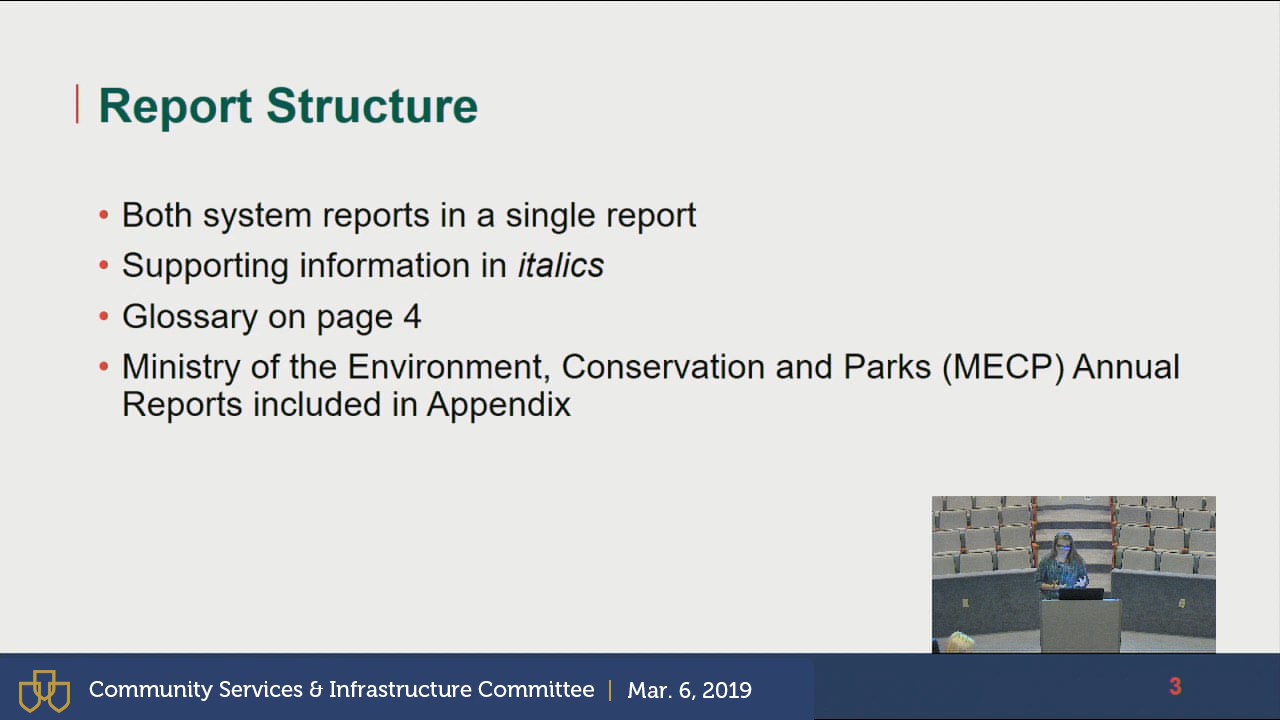 Report Structure
• Both system reports in a single report
• Supporting information in italics
• Glossary on page 4
• Ministry of the Environment, Conservation and Parks (MECP) Annual
Reports included in Appendix
Community Services & Infrastructure Committee | Mar. 6, 2019
3